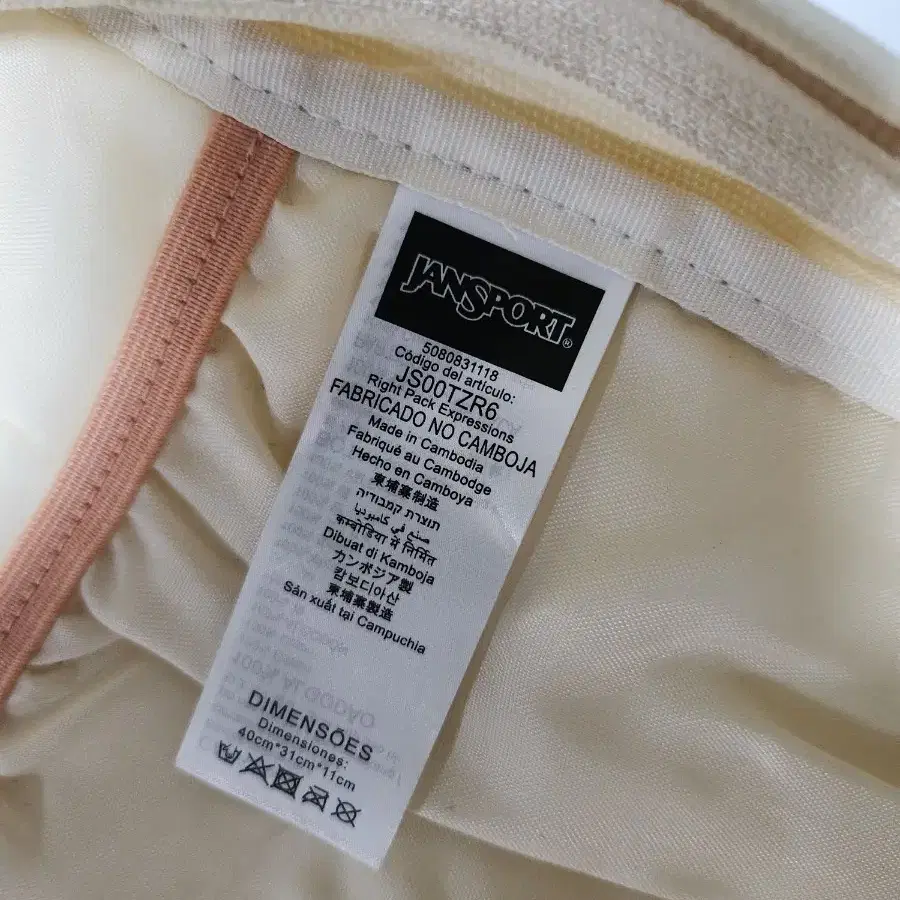 JANSPORT®
5080831118
Código del artículo:
JS00TZR6
Right Pack Expressions
FABRICADO NO CAMBOJA
Made in Cambodia
Fabriqué au Cambodge
Hecho en Camboya
柬埔寨制造
תוצרת קמבודיה
صنع في كامبوديا
कम्बोडिया में निर्मित
Dibuat di Kamboja
カンボジア製
캄보디아산
柬埔寨製造
Sản xuất tại Campuchia
DIMENSÕES
Dimensiones:
40cm*31cm*11cm